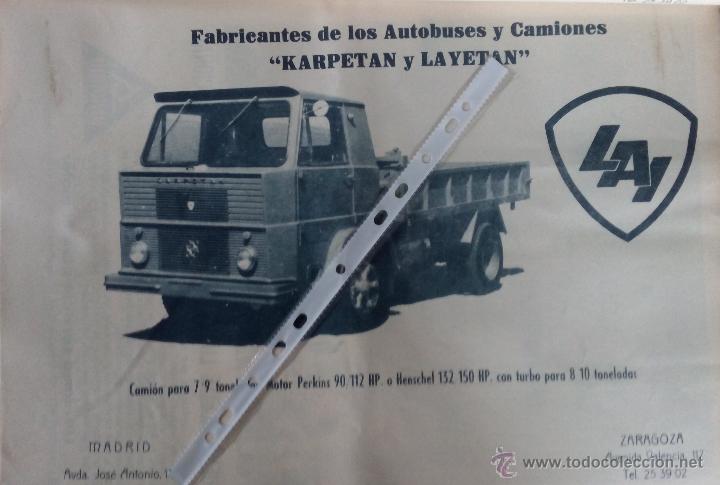 Fabricantes de los Autobuses y Camiones
“KARPETAN y LAYETAN”
LAI
Camión para 7 9 Motor Perkins 90/112 HP. o Henschel 132 150 HP. con turbo para 8 10 toneladas
MADRID
Avda. José Antonio,
ZARAGOZA
Avenida Valencia, 117
Tel. 25 39 02
© www.todocoleccion.net